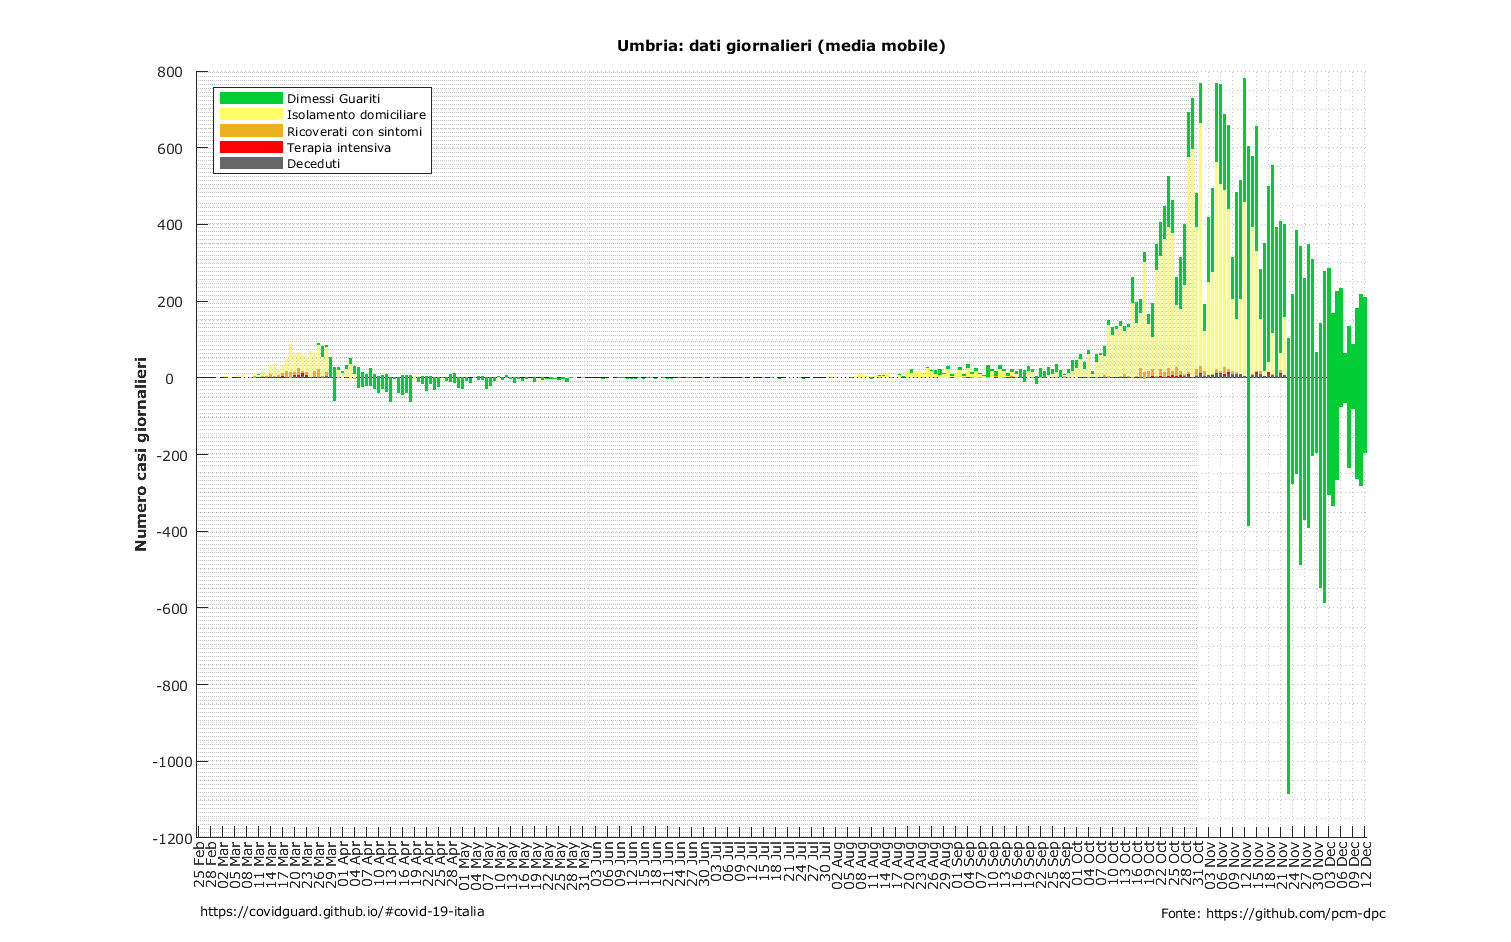 Umbria: dati giornalieri (media mobile)
Dimessi Guariti
Isolamento domiciliare
Ricoverati con sintomi
Terapia intensiva
Deceduti
Numero casi giornalieri
800
600
400
200
0
-200
-400
-600
-800
-1000
-1200
25 Feb
28 Feb
02 Mar
05 Mar
08 Mar
11 Mar
14 Mar
17 Mar
20 Mar
23 Mar
26 Mar
29 Mar
01 Apr
04 Apr
07 Apr
10 Apr
13 Apr
16 Apr
19 Apr
22 Apr
25 Apr
28 Apr
01 May
04 May
07 May
10 May
13 May
16 May
19 May
22 May
25 May
28 May
31 May
03 Jun
06 Jun
09 Jun
12 Jun
15 Jun
18 Jun
21 Jun
24 Jun
27 Jun
30 Jun
03 Jul
06 Jul
09 Jul
12 Jul
15 Jul
18 Jul
21 Jul
24 Jul
27 Jul
30 Jul
02 Aug
05 Aug
08 Aug
11 Aug
14 Aug
17 Aug
20 Aug
23 Aug
26 Aug
29 Aug
01 Sep
04 Sep
07 Sep
10 Sep
13 Sep
16 Sep
19 Sep
22 Sep
25 Sep
28 Sep
01 Oct
04 Oct
07 Oct
10 Oct
13 Oct
16 Oct
19 Oct
22 Oct
25 Oct
28 Oct
31 Oct
03 Nov
06 Nov
09 Nov
12 Nov
15 Nov
18 Nov
21 Nov
24 Nov
27 Nov
30 Nov
03 Dec
06 Dec
09 Dec
12 Dec
https://covidguard.github.io/#covid-19-italia
Fonte: https://github.com/pcm-dpc